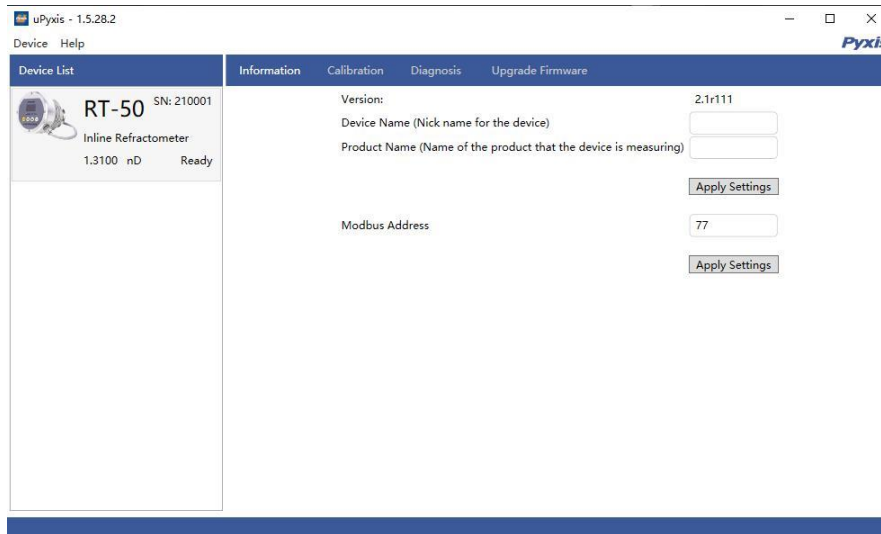 uPyxis - 1.5.28.2
Device Help
Pyxis
Device List
Information Calibration Diagnosis Upgrade Firmware
RT-50 SN: 210001
Inline Refractometer
1.3100 nD Ready
Version: 2.1r111
Device Name (Nick name for the device)
Product Name (Name of the product that the device is measuring)
Apply Settings
Modbus Address 77
Apply Settings